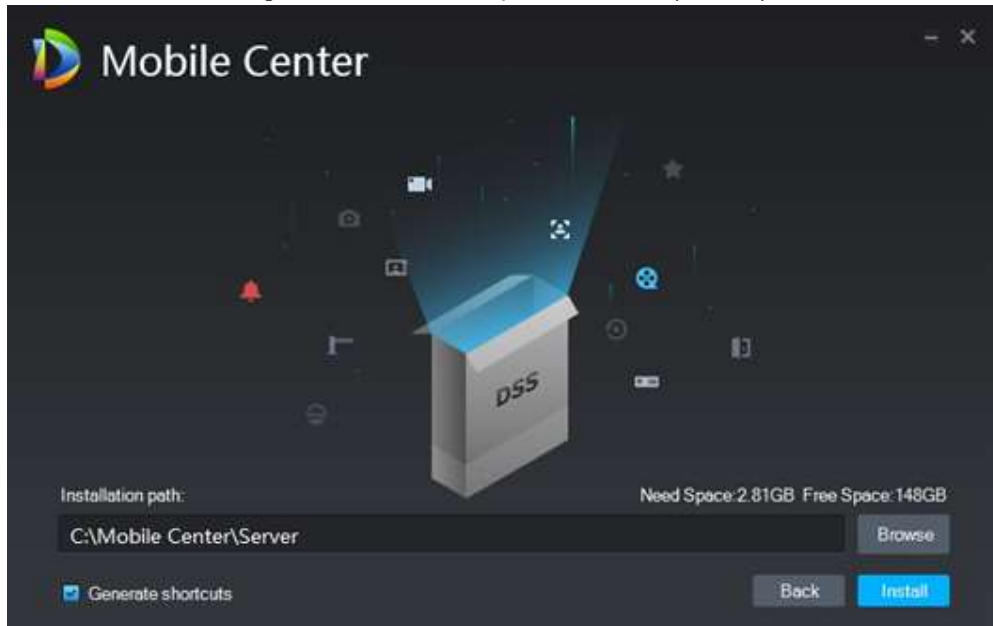 Mobile Center
DSS
Installation path:
Need Space:2.81GB Free Space:148GB
C:\Mobile Center\Server
Browse
Generate shortcuts
Back
Install